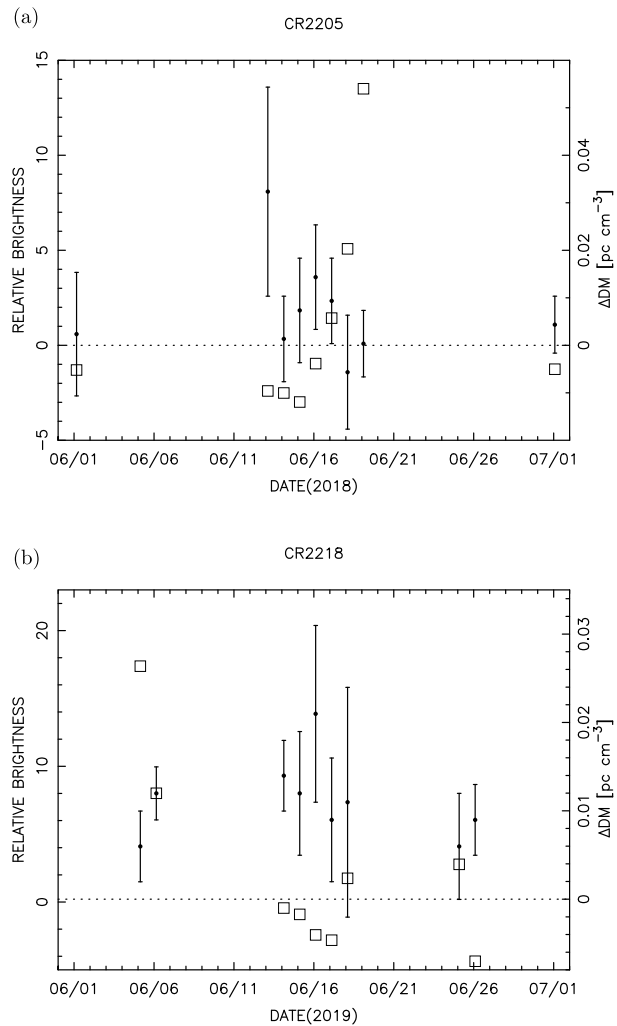 (a)
CR2205
15
10
5
0
−5
RELATIVE BRIGHTNESS
0.04
0.02
0
ΔDM [pc cm−3]
06/01 06/06 06/11 06/16 06/21 06/26 07/01
DATE(2018)
(b)
CR2218
20
10
0
RELATIVE BRIGHTNESS
0.03
0.02
0.01
0
ΔDM [pc cm−3]
06/01 06/06 06/11 06/16 06/21 06/26 07/01
DATE(2019)